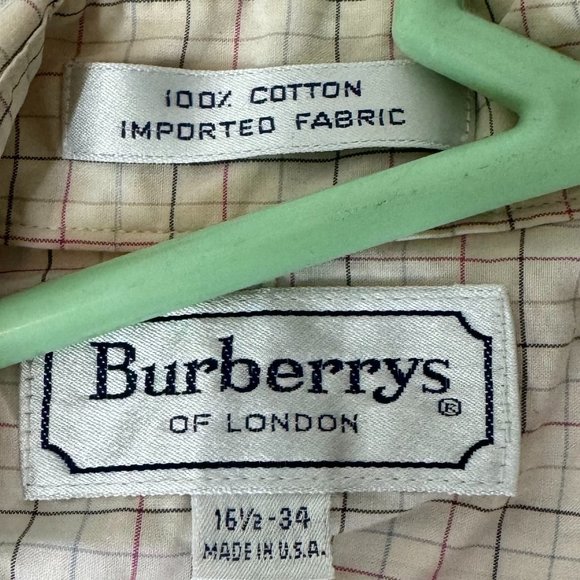 100% COTTON
IMPORTED FABRIC
Burberrys®
OF LONDON
16½-34
MADE IN U.S.A.